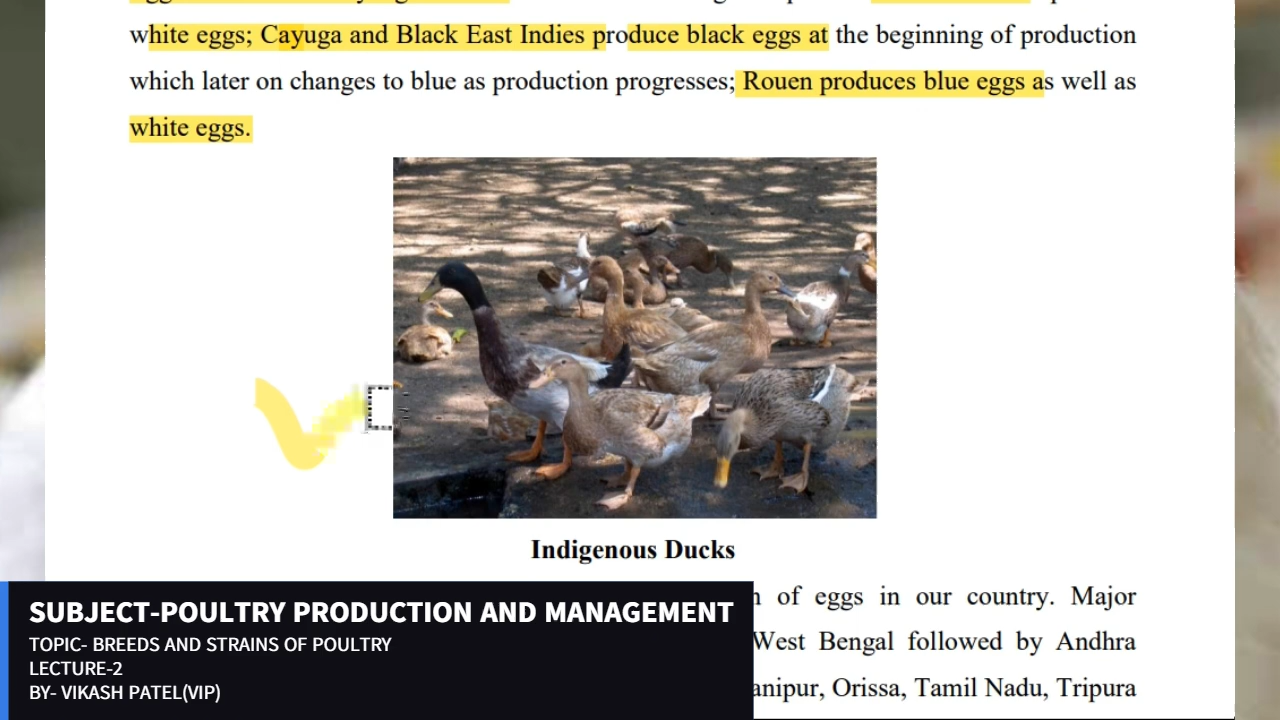 white eggs; Cayuga and Black East Indies produce black eggs at the beginning of production
which later on changes to blue as production progresses; Rouen produces blue eggs as well as
white eggs.
Indigenous Ducks
of eggs in our country. Major
West Bengal followed by Andhra
Orissa, Tamil Nadu, Tripura
SUBJECT-POULTRY PRODUCTION AND MANAGEMENT
TOPIC- BREEDS AND STRAINS OF POULTRY
LECTURE-2
BY- VIKASH PATEL(VIP)